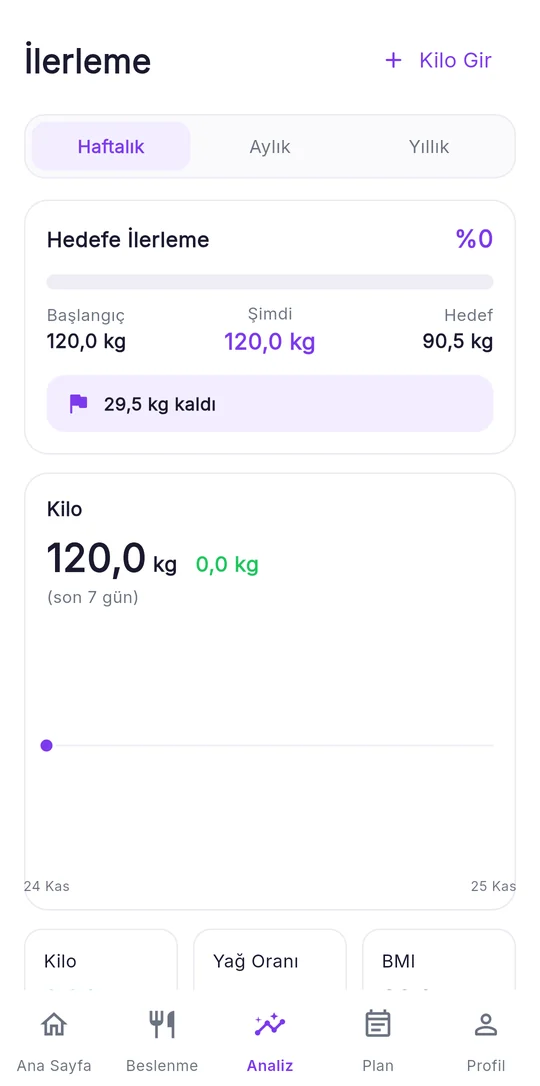 İlerleme
+ Kilo Gir
Haftalık Aylık Yıllık
Hedefe İlerleme %0
Başlangıç Şimdi Hedef
120,0 kg 120,0 kg 90,5 kg
29,5 kg kaldı
Kilo
120,0 kg 0,0 kg
(son 7 gün)
24 Kas 25 Kas
Kilo Yağ Oranı BMI
Ana Sayfa Beslenme Analiz Plan Profil